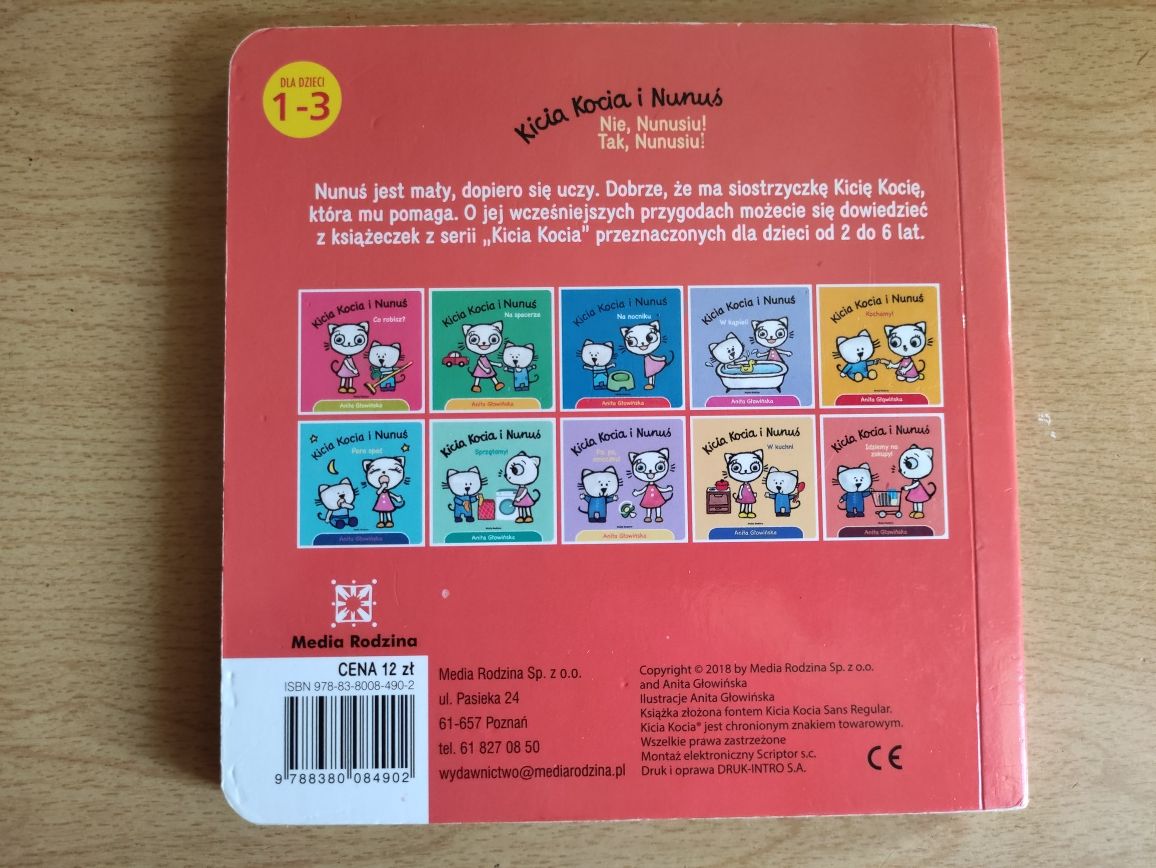 DLA DZIECI
1-3
Kicia Kocia i Nunuś
Nie, Nunusiu!
Tak, Nunusiu!
Nunuś jest mały, dopiero się uczy. Dobrze, że ma siostrzyczkę Kicię Kocię,
która mu pomaga. O jej wcześniejszych przygodach możecie się dowiedzieć
z książeczek z serii „Kicia Kocia" przeznaczonych dla dzieci od 2 do 6 lat.
Kicia Kocia i Nunuś
Co robisz?
Anita Głowińska
Kicia Kocia i Nunuś
Na spacerze
Anita Głowińska
Kicia Kocia i Nunuś
Na nocniku
Anita Głowińska
Kicia Kocia i Nunuś
W kąpieli
Anita Głowińska
Kicia Kocia i Nunuś
Kochamy!
Anita Głowińska
Kicia Kocia i Nunuś
Pora spać
Anita Głowińska
Kicia Kocia i Nunuś
Sprzątamy!
Anita Głowińska
Kicia Kocia i Nunuś
Pa, pa,
smoczku!
Anita Głowińska
Kicia Kocia i Nunuś
W kuchni
Anita Głowińska
Kicia Kocia i Nunuś
Idziemy na
zakupy!
Anita Głowińska
Media Rodzina
CENA 12 zł
ISBN 978-83-8008-490-2
9 788380 084902
Media Rodzina Sp. z o.o.
ul. Pasieka 24
61-657 Poznań
tel. 61 827 08 50
wydawnictwo@mediarodzina.pl
Copyright © 2018 by Media Rodzina Sp. z o.o.
and Anita Głowińska
Ilustracje Anita Głowińska
Książka złożona fontem Kicia Kocia Sans Regular.
Kicia Kocia® jest chronionym znakiem towarowym.
Wszelkie prawa zastrzeżone
Montaż elektroniczny Scriptor s.c.
Druk i oprawa DRUK-INTRO S.A.
CE